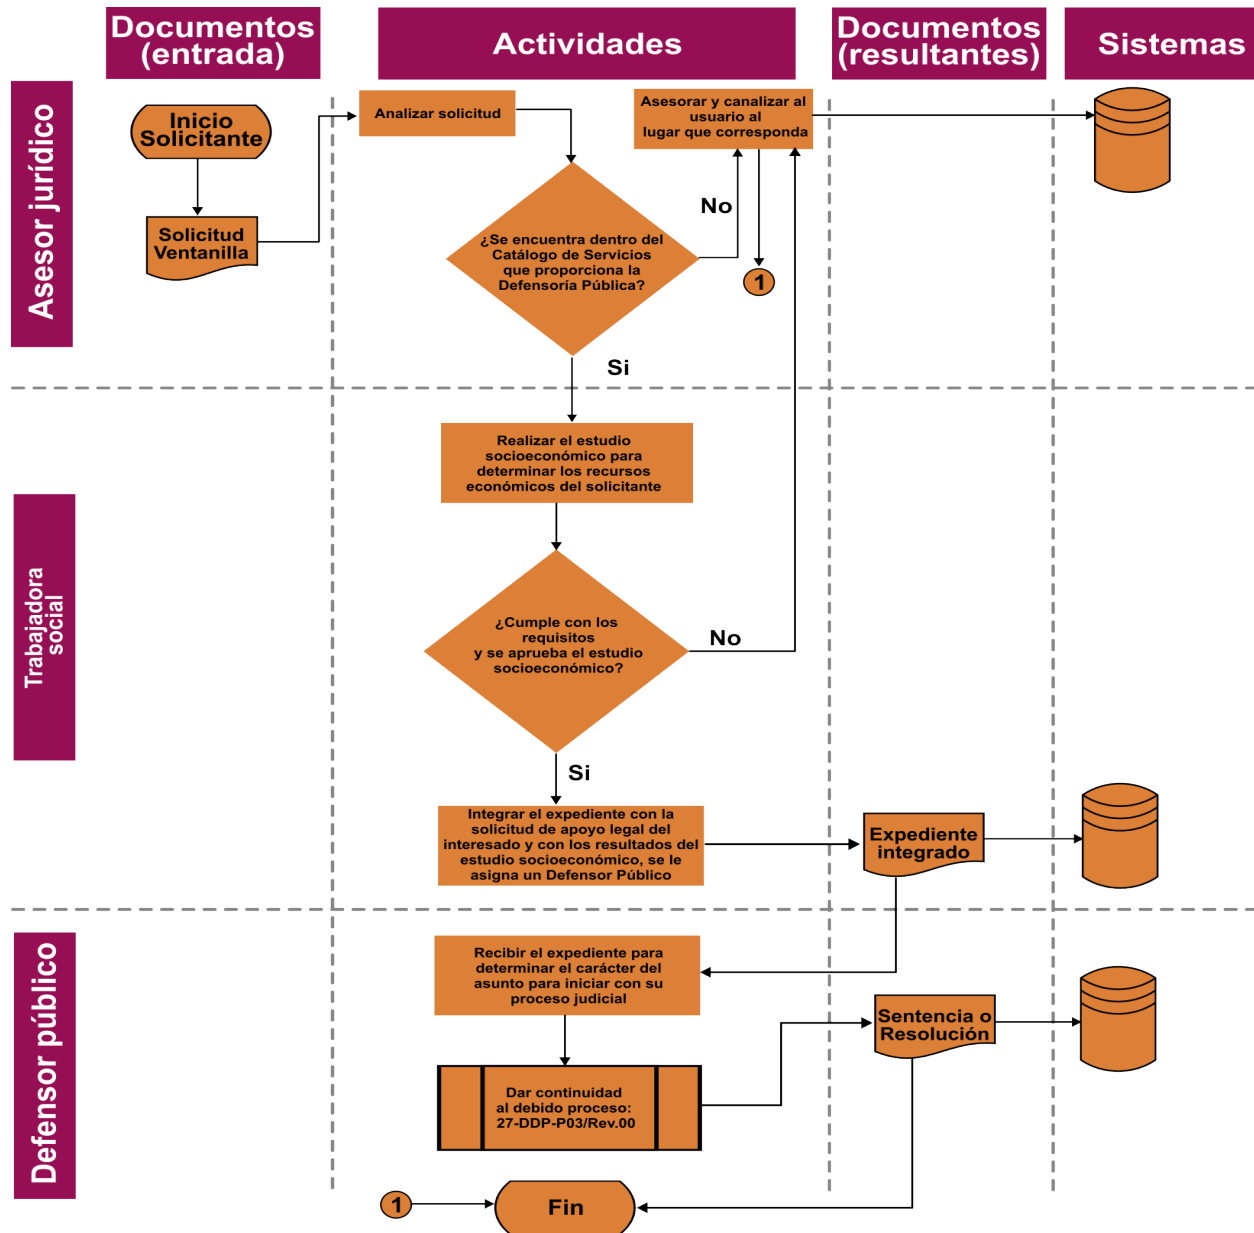 Documentos
(entrada)
Actividades
Documentos
(resultantes)
Sistemas
Asesor jurídico
Inicio
Solicitante
Solicitud
Ventanilla
Analizar solicitud
Asesorar y canalizar al
usuario al
lugar que corresponda
¿Se encuentra dentro del
Catálogo de Servicios
que proporciona la
Defensoría Pública?
No
1
Si
Trabajadora
social
Realizar el estudio
socioeconómico para
determinar los recursos
económicos del solicitante
¿Cumple con los
requisitos
y se aprueba el estudio
socioeconómico?
No
Si
Integrar el expediente con la
solicitud de apoyo legal del
interesado y con los resultados del
estudio socioeconómico, se le
asigna un Defensor Público
Expediente
integrado
Defensor público
Recibir el expediente para
determinar el carácter del
asunto para iniciar con su
proceso judicial
Sentencia o
Resolución
Dar continuidad
al debido proceso:
27-DDP-P03/Rev.00
1
Fin